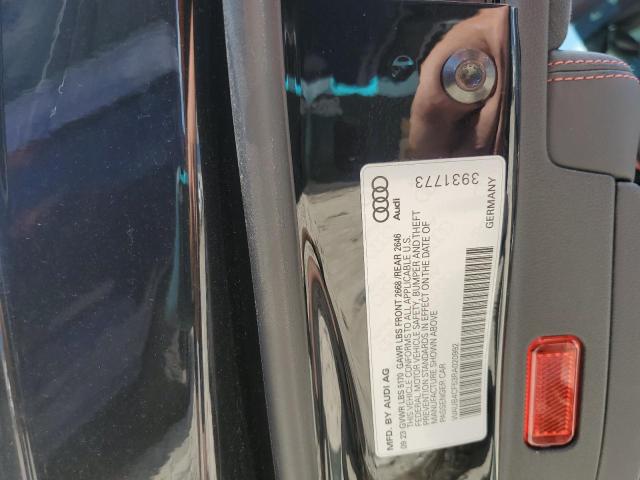 MFD. BY AUDI AG
09.23 GVWR LBS 5170 GAWR LBS FRONT 2668 /REAR 2646
THIS VEHICLE CONFORMS TO ALL APPLICABLE U.S.
FEDERAL MOTOR VEHICLE SAFETY, BUMPER AND THEFT
PREVENTION STANDARDS IN EFFECT ON THE DATE OF
MANUFACTURE SHOWN ABOVE
PASSENGER CAR
Audi
3931773
GERMANY